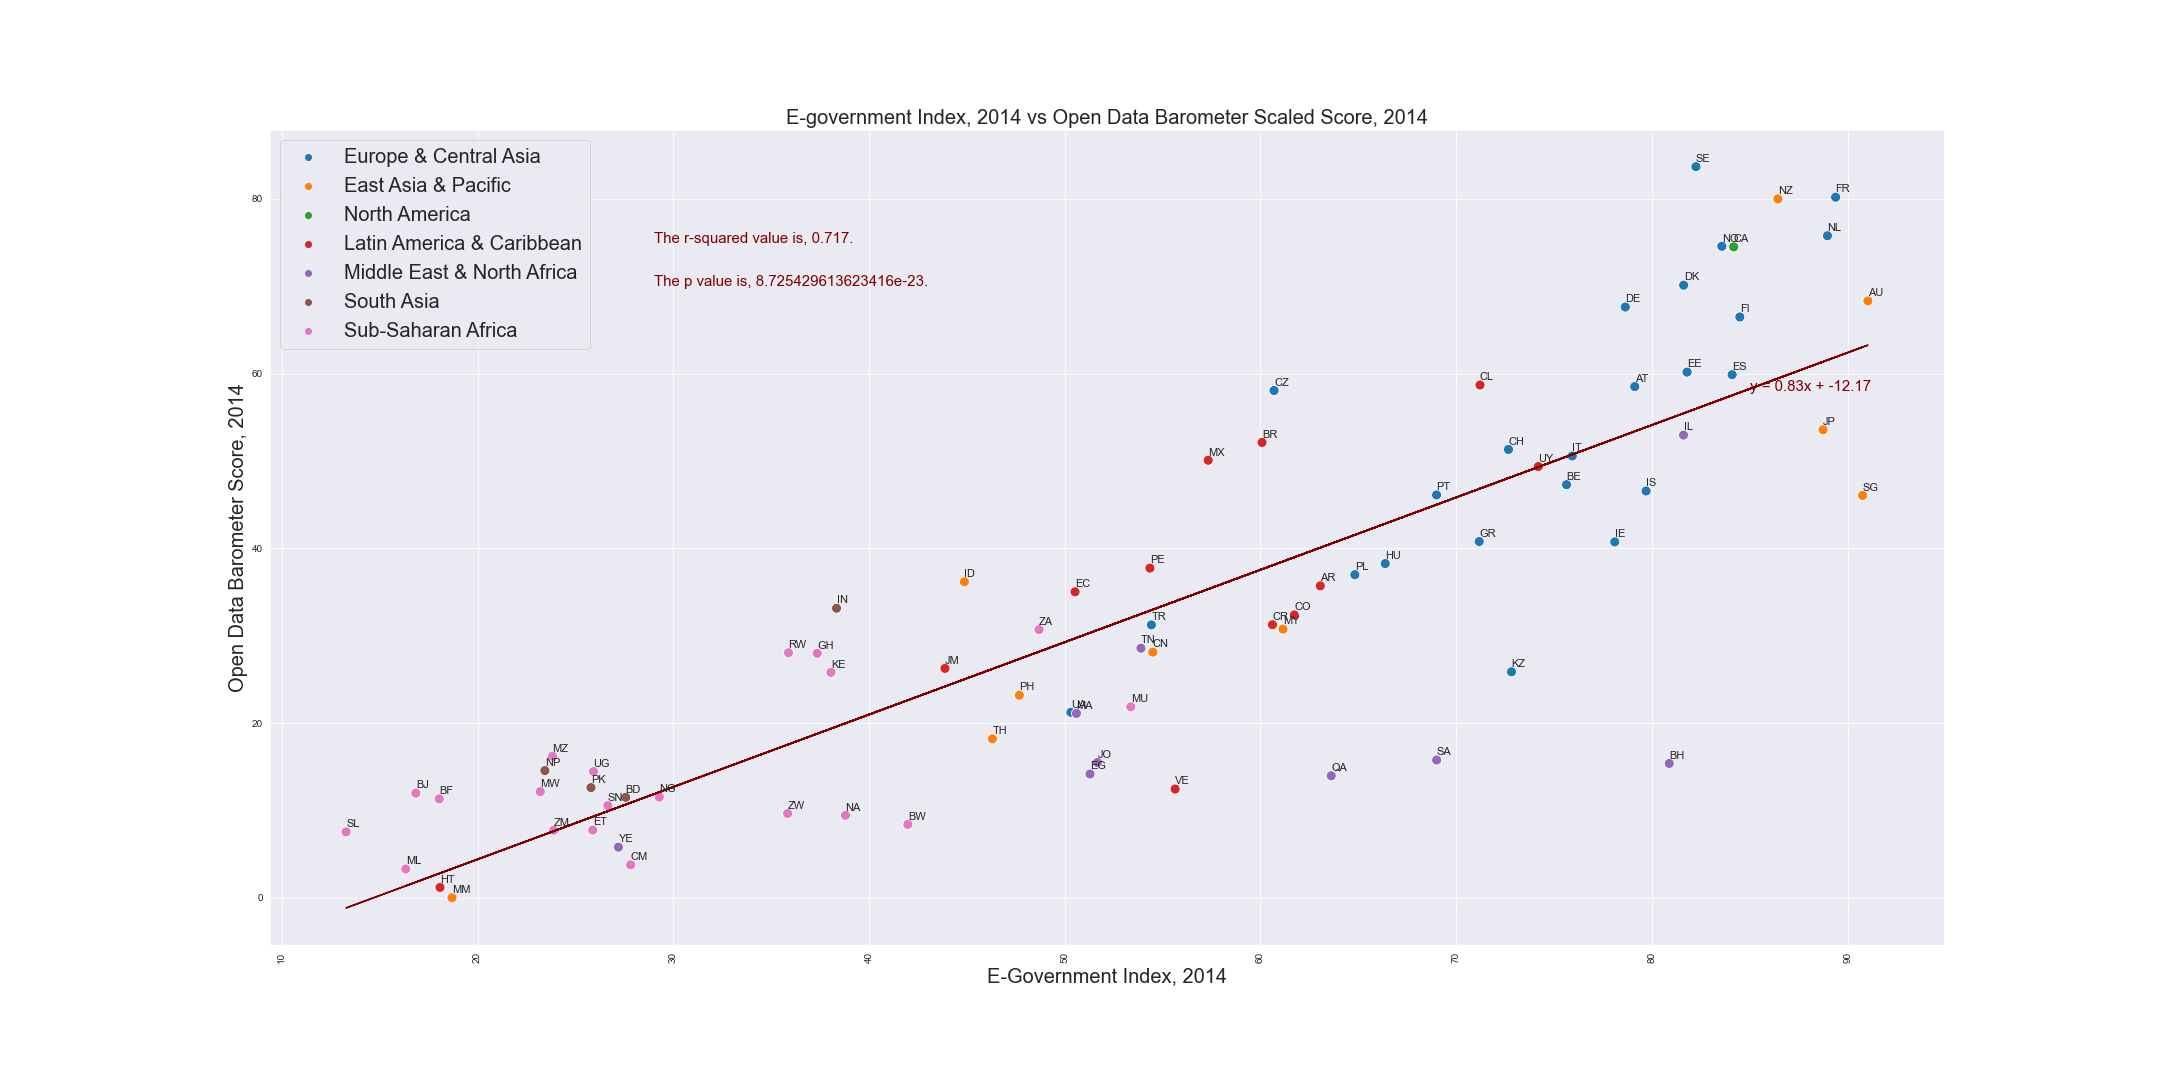 E-government Index, 2014 vs Open Data Barometer Scaled Score, 2014
Europe & Central Asia
East Asia & Pacific
North America
Latin America & Caribbean
Middle East & North Africa
South Asia
Sub-Saharan Africa
The r-squared value is, 0.717.
The p value is, 8.725429613623416e-23.
y = 0.83x + -12.17
Open Data Barometer Score, 2014
80
60
40
20
0
SE
NZ
FR
NL
NO
CA
DK
AU
DE
FI
EE
ES
CL
AT
CZ
JP
IL
BR
CH
IT
MX
UY
BE
IS
PT
SG
GR
IE
HU
PE
PL
ID
EC
AR
IN
CO
CR
TR
MY
ZA
RW
GH
TN
CN
KE
JM
KZ
PH
MU
UA
MA
TH
MZ
JO
SA
NP
UG
EG
QA
BH
BJ
BF
MW
PK
BD
NG
VE
SN
ZW
NA
SL
ZM
ET
BW
YE
ML
CM
HT
MM
10
20
30
40
50
60
70
80
90
E-Government Index, 2014